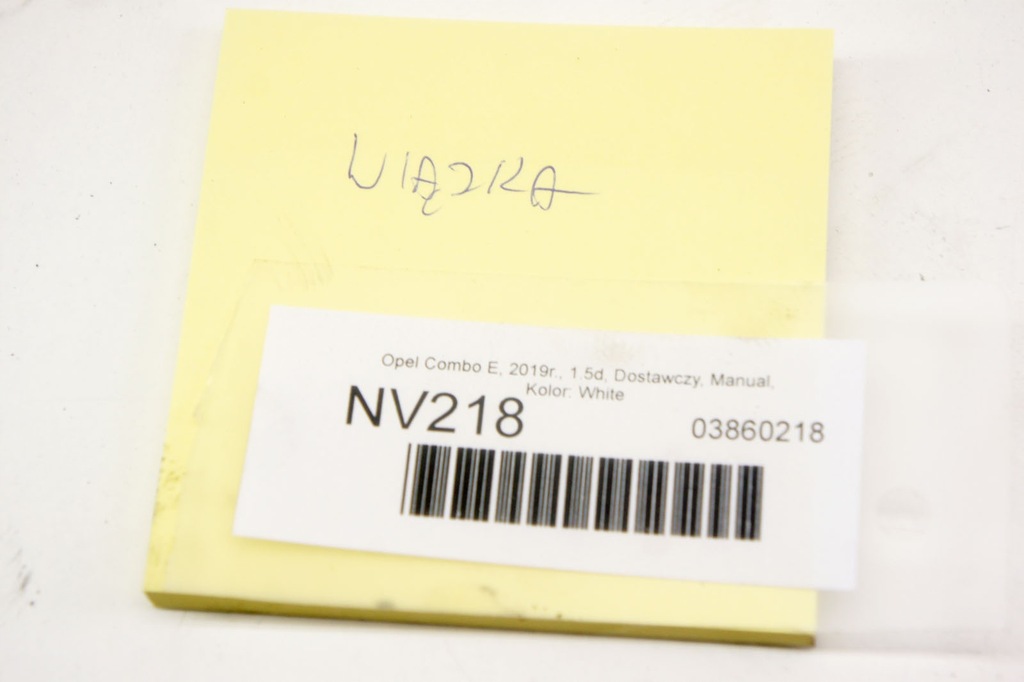 WIĄZKA
Opel Combo E, 2019r., 1.5d, Dostawczy, Manual,
Kolor: White
NV218
03860218